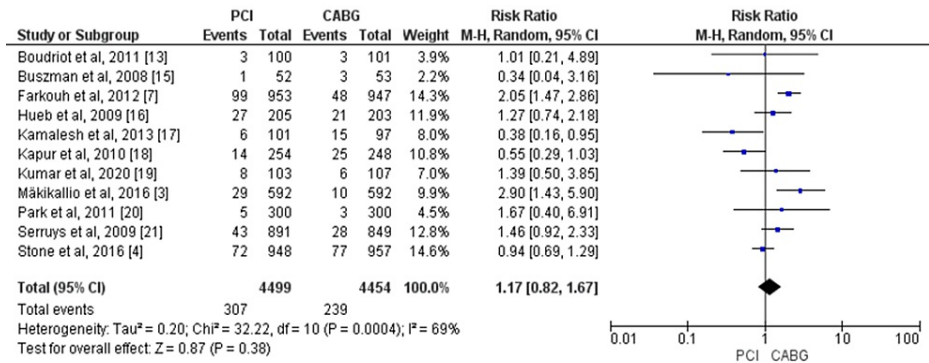 PCI CABG Risk Ratio Risk Ratio
Study or Subgroup Events Total Events Total Weight M-H, Random, 95% CI M-H, Random, 95% CI
Boudriot et al, 2011 [13] 3 100 3 101 3.9% 1.01 [0.21, 4.89]
Buszman et al, 2008 [15] 1 52 3 53 2.2% 0.34 [0.04, 3.16]
Farkouh et al, 2012 [7] 99 953 48 947 14.3% 2.05 [1.47, 2.86]
Hueb et al, 2009 [16] 27 205 21 203 11.9% 1.27 [0.74, 2.18]
Kamalesh et al, 2013 [17] 6 101 15 97 8.0% 0.38 [0.16, 0.95]
Kapur et al, 2010 [18] 14 254 25 248 10.8% 0.55 [0.29, 1.03]
Kumar et al, 2020 [19] 8 103 6 107 7.1% 1.39 [0.50, 3.85]
Mäkikallio et al, 2016 [3] 29 592 10 592 9.9% 2.90 [1.43, 5.90]
Park et al, 2011 [20] 5 300 3 300 4.5% 1.67 [0.40, 6.91]
Serruys et al, 2009 [21] 43 891 28 849 12.8% 1.46 [0.92, 2.33]
Stone et al, 2016 [4] 72 948 77 957 14.6% 0.94 [0.69, 1.29]
Total (95% CI) 4499 4454 100.0% 1.17 [0.82, 1.67]
Total events 307 239
Heterogeneity: Tau² = 0.20; Chi² = 32.22, df = 10 (P = 0.0004); I² = 69%
Test for overall effect: Z = 0.87 (P = 0.38)
0.01 0.1 1 10 100
PCI CABG